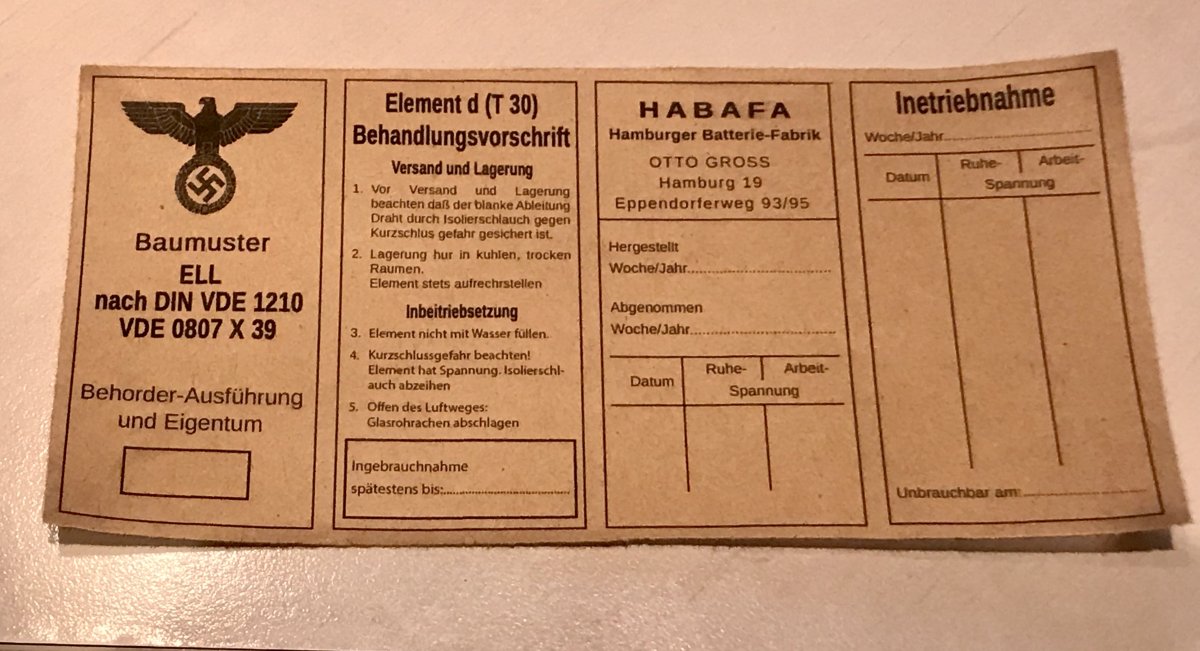 Baumuster
ELL
nach DIN VDE 1210
VDE 0807 X 39
Behorder-Ausführung
und Eigentum
Element d (T 30)
Behandlungsvorschrift
Versand und Lagerung
1. Vor Versand und Lagerung
beachten daß der blanke Ableitung
Draht durch Isolierschlauch gegen
Kurzschlus gefahr gesichert ist.
2. Lagerung hur in kuhlen, trocken
Raumen.
Element stets aufrechrstellen
Inbeitriebsetzung
3. Element nicht mit Wasser füllen.
4. Kurzschlussgefahr beachten!
Element hat Spannung. Isolierschl-
auch abzeihen
5. Offen des Luftweges:
Glasrohrachen abschlagen
Ingebrauchnahme
spätestens bis:
HABAFA
Hamburger Batterie-Fabrik
OTTO GROSS
Hamburg 19
Eppendorferweg 93/95
Hergestellt
Woche/Jahr
Abgenommen
Woche/Jahr
Datum Ruhe- Arbeit-
Spannung
Inetriebnahme
Woche/Jahr
Datum Ruhe- Arbeit-
Spannung
Unbrauchbar am: